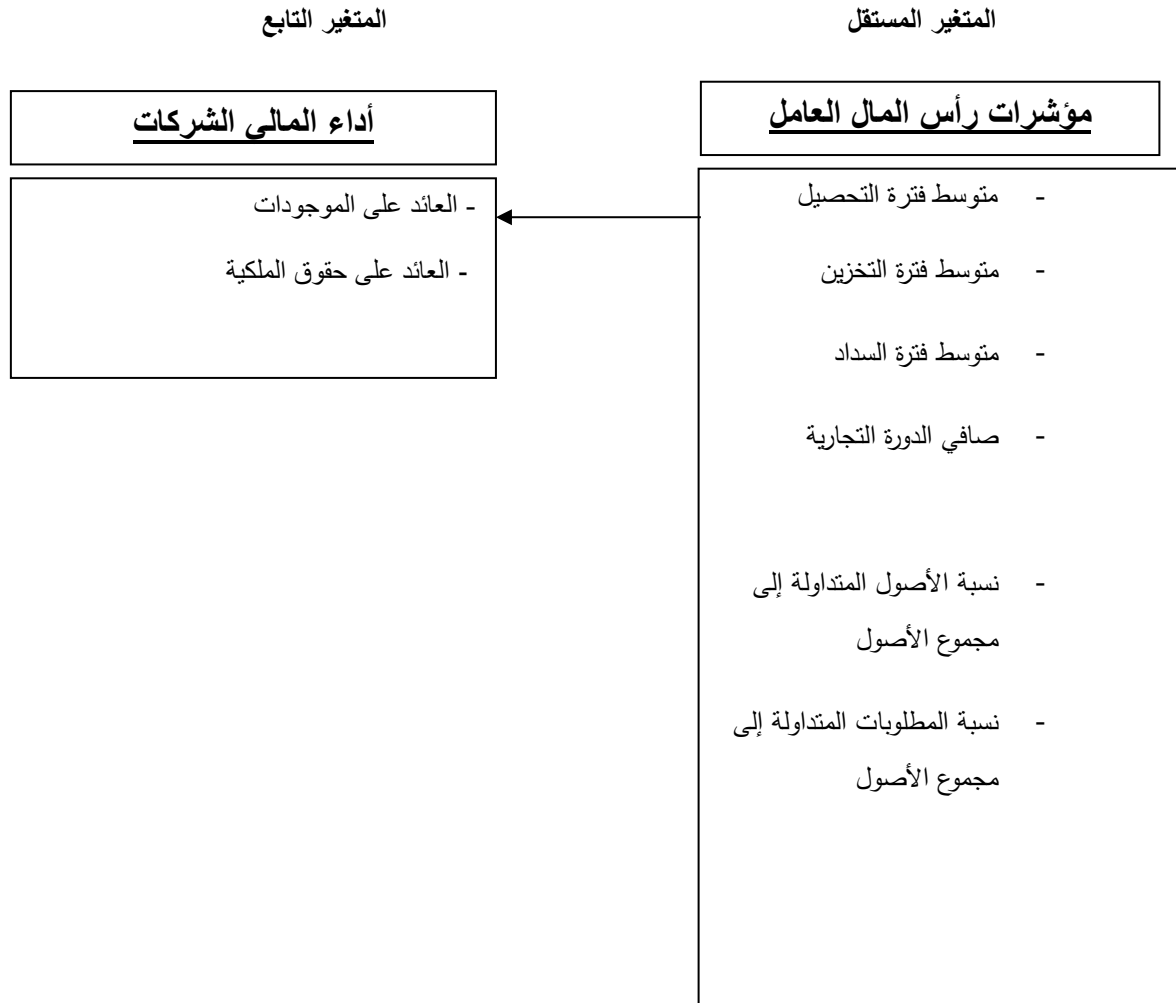 المتغير المستقل
المتغير التابع
مؤشرات رأس المال العامل
أداء المالي الشركات
- متوسط فترة التحصيل
- متوسط فترة التخزين
- متوسط فترة السداد
- صافي الدورة التجارية
- نسبة الأصول المتداولة إلى
مجموع الأصول
- نسبة المطلوبات المتداولة إلى
مجموع الأصول
- العائد على الموجودات
- العائد على حقوق الملكية